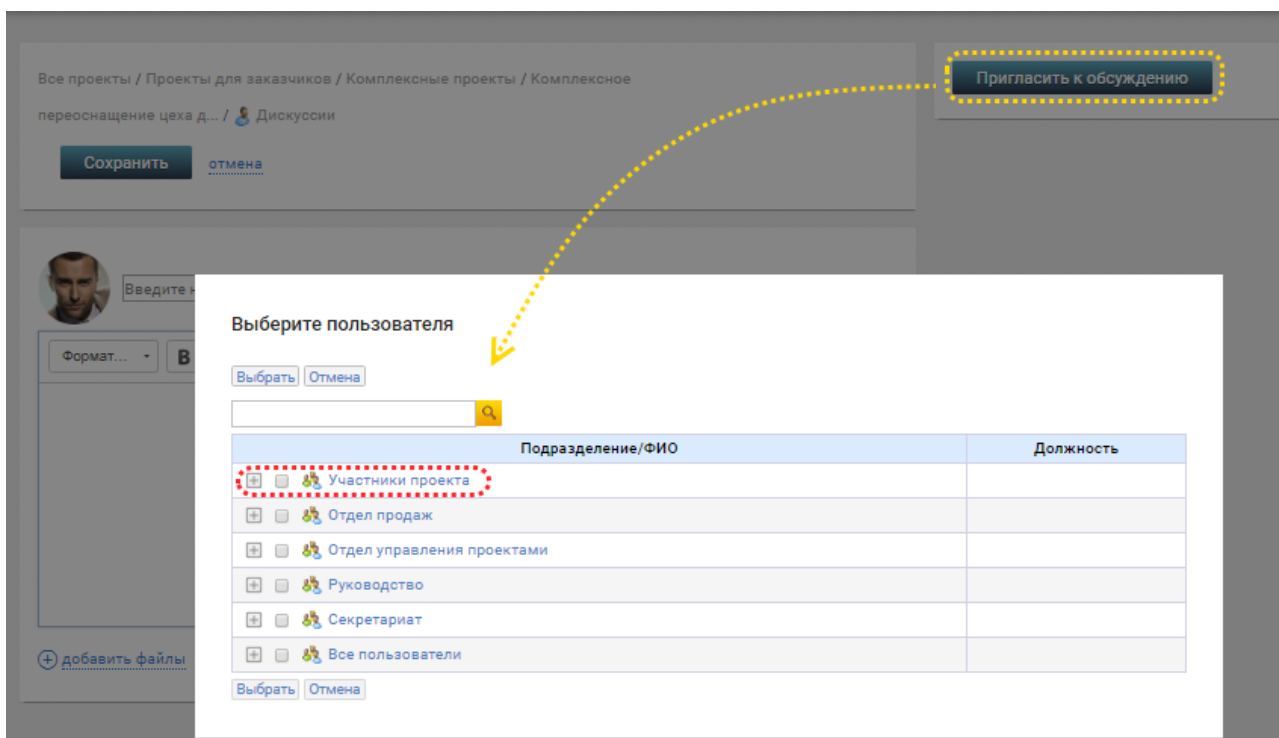 Все проекты / Проекты для заказчиков / Комплексные проекты / Комплексное
переоснащение цеха д... / Дискуссии
Сохранить отмена
Пригласить к обсуждению
Введите
Формат... B
добавить файлы
Выберите пользователя
Выбрать Отмена
Подразделение/ФИО Должность
Участники проекта
Отдел продаж
Отдел управления проектами
Руководство
Секретариат
Все пользователи
Выбрать Отмена